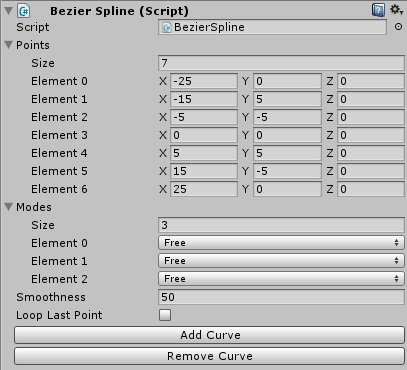 Bezier Spline (Script)
Script BezierSpline
Points
Size 7
Element 0 X -25 Y 0 Z 0
Element 1 X -15 Y 5 Z 0
Element 2 X -5 Y -5 Z 0
Element 3 X 0 Y 0 Z 0
Element 4 X 5 Y 5 Z 0
Element 5 X 15 Y -5 Z 0
Element 6 X 25 Y 0 Z 0
Modes
Size 3
Element 0 Free
Element 1 Free
Element 2 Free
Smoothness 50
Loop Last Point
Add Curve
Remove Curve